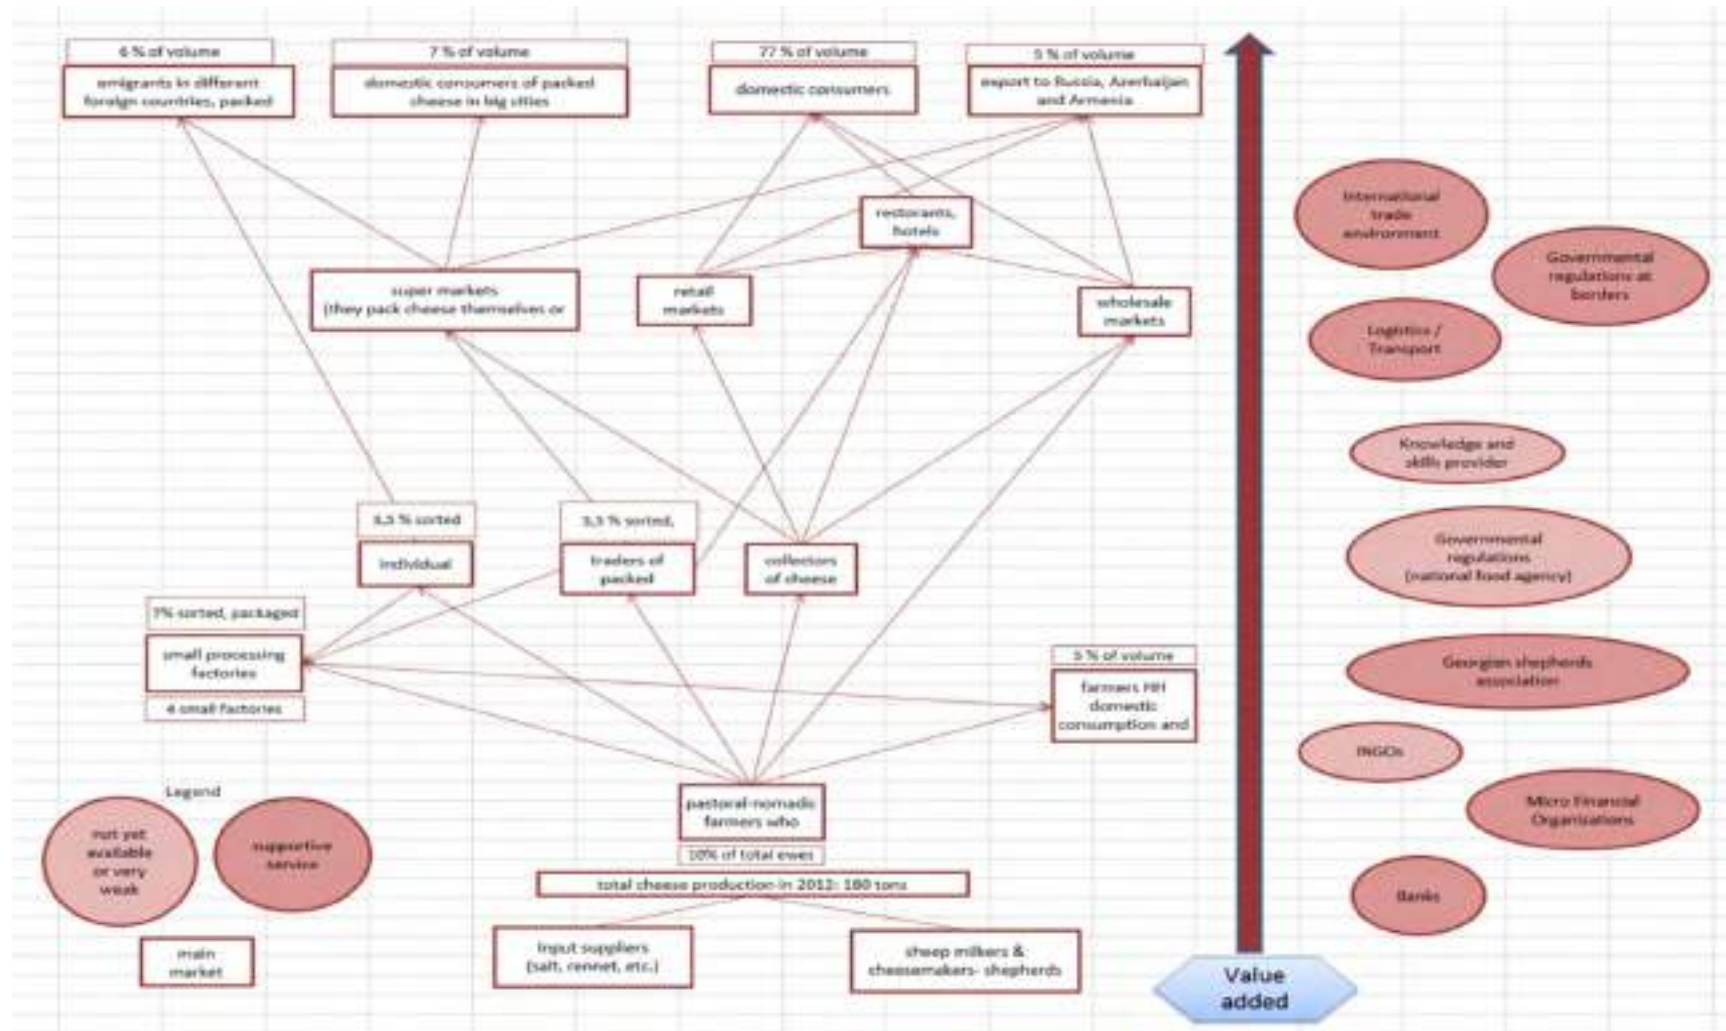 6 % of volume
emigrants in different
foreign countries, packed
7 % of volume
domestic consumers of packed
cheese in big cities
77 % of volume
domestic consumers
5 % of volume
export to Russia, Azerbaijan
and Armenia
restorants,
hotels
super markets
(they pack cheese themselves or
retail
markets
wholesale
markets
% sorted
individual
3,5 % sorted,
traders of
packed
collectors
of cheese
7% sorted, packaged
small processing
factories
small factories
5 % of volume
farmers HH
domestic
consumption and
pastoral-nomadic
farmers who
10% of total ewes
total cheese production in 2012: 180 tons
Input suppliers
(salt, rennet, etc.)
sheep milkers &
cheesemakers- shepherds
Legend
not yet
available
or very
weak
supportive
service
main
market
Value
added
International
trade
environment
Governmental
regulations at
borders
Logistics /
Transport
Knowledge and
skills provider
Governmental
regulations
(national food agency)
Georgian shepherds
association
INGOs
Micro Financial
Organizations
Banks